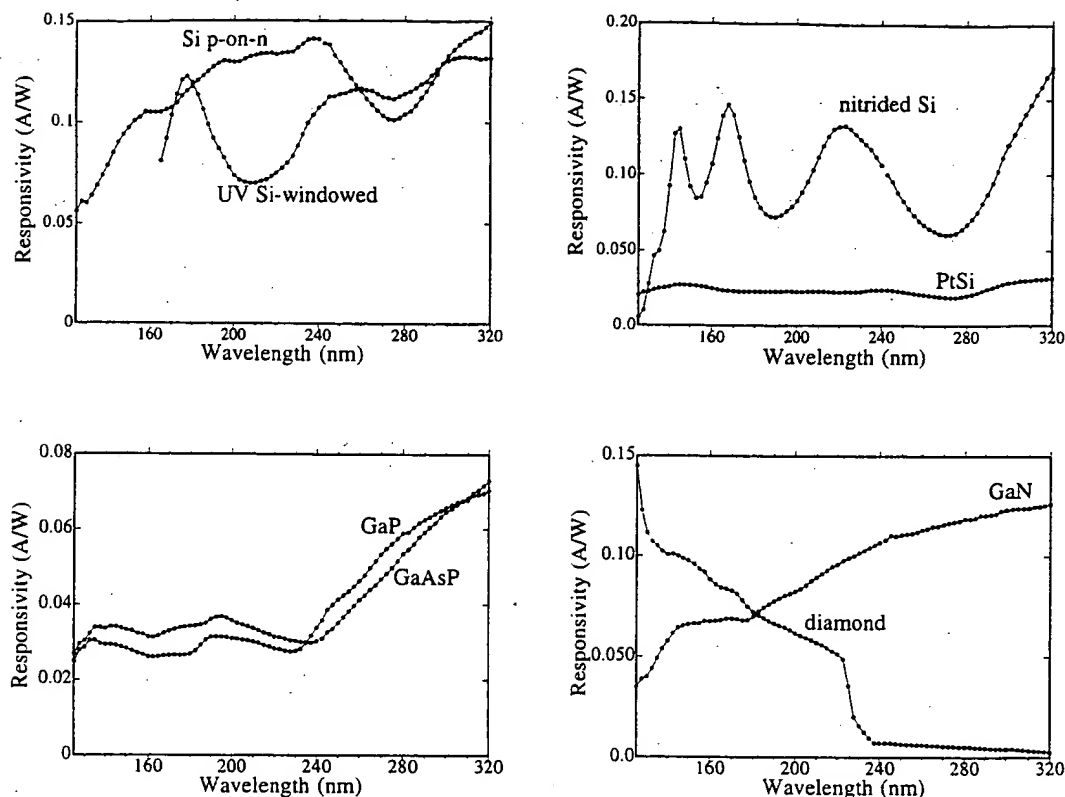 0.15
0.10
0.05
0
Responsivity (A/W)
Si p-on-n
UV Si-windowed
160 200 240 280 320
Wavelength (nm)
0.20
0.15
0.10
0.050
0.0
Responsivity (A/W)
nitrided Si
PtSi
160 200 240 280 320
Wavelength (nm)
0.08
0.06
0.04
0.02
0
Responsivity (A/W)
GaP
GaAsP
160 200 240 280 320
Wavelength (nm)
0.15
0.10
0.050
0.0
Responsivity (A/W)
GaN
diamond
160 200 240 280 320
Wavelength (nm)